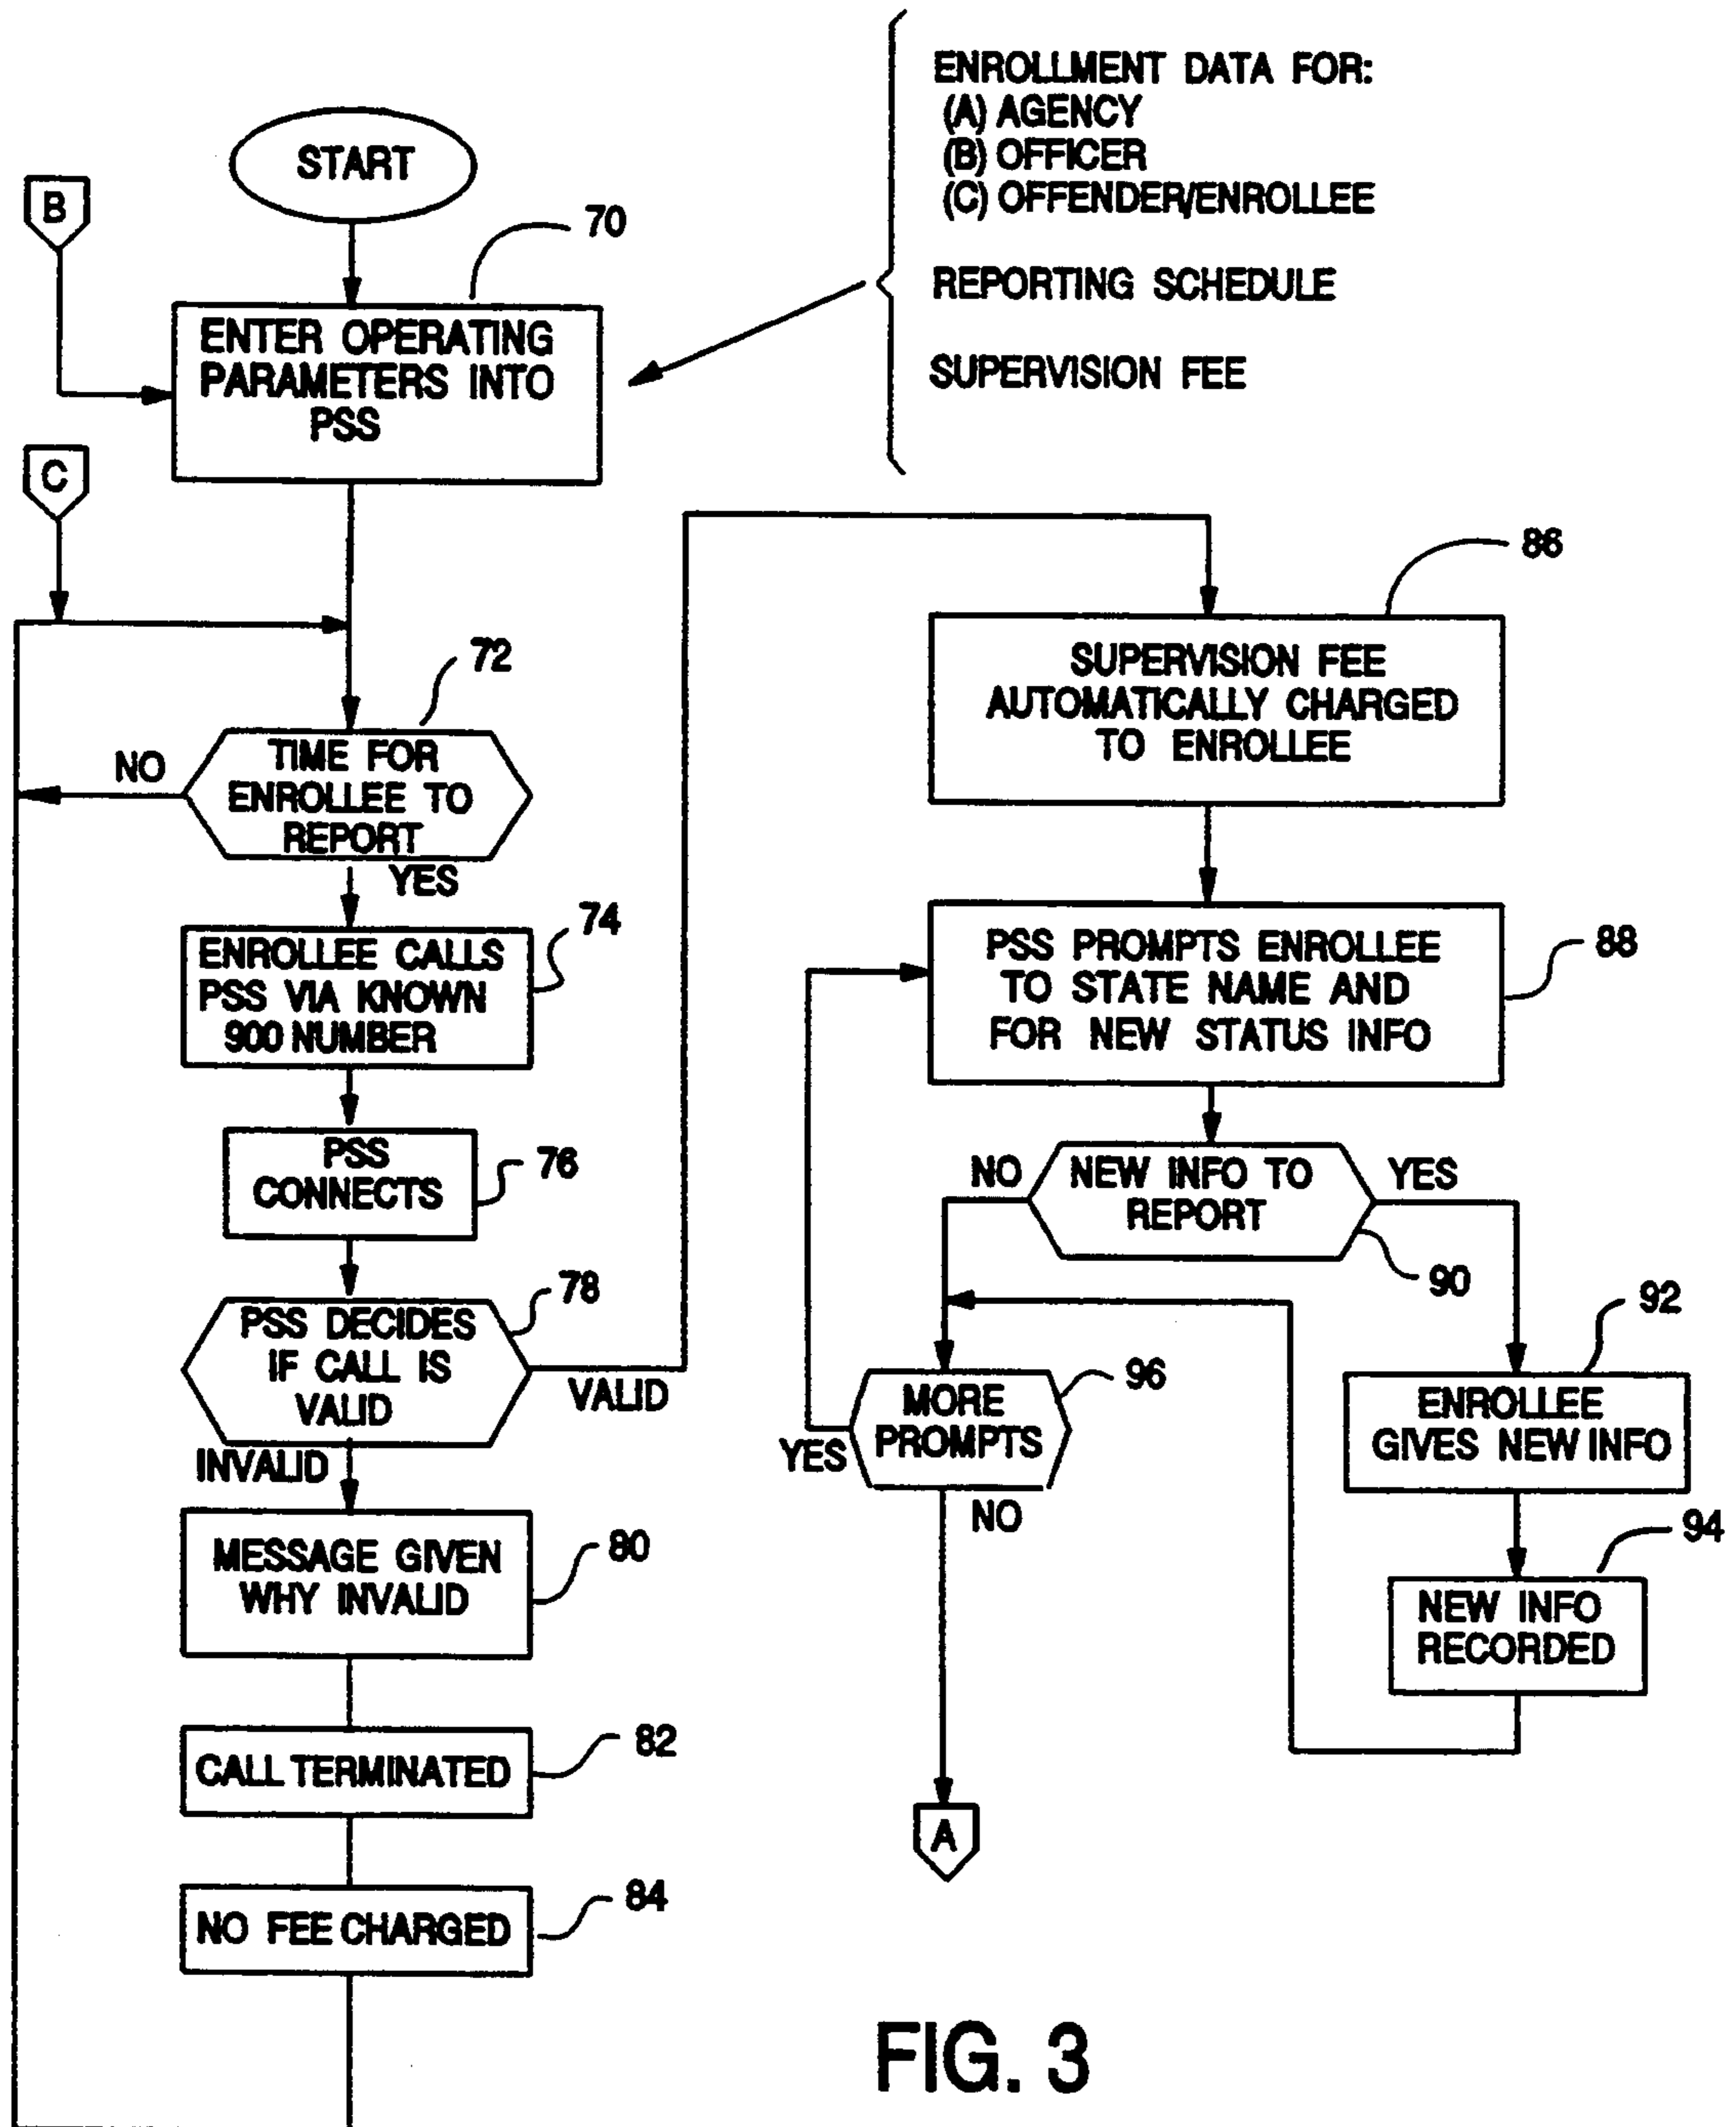 START
B
70
ENTER OPERATING
PARAMETERS INTO
PSS
ENROLLMENT DATA FOR:
(A) AGENCY
(B) OFFICER
(C) OFFENDER/ENROLLEE
REPORTING SCHEDULE
SUPERVISION FEE
C
72
TIME FOR
ENROLLEE TO
REPORT
NO
YES
74
ENROLLEE CALLS
PSS VIA KNOWN
900 NUMBER
76
PSS
CONNECTS
78
PSS DECIDES
IF CALL IS
VALID
VALID
INVALID
80
MESSAGE GIVEN
WHY INVALID
82
CALL TERMINATED
84
NO FEE CHARGED
86
SUPERVISION FEE
AUTOMATICALLY CHARGED
TO ENROLLEE
88
PSS PROMPTS ENROLLEE
TO STATE NAME AND
FOR NEW STATUS INFO
NO
NEW INFO TO
REPORT
YES
90
92
ENROLLEE
GIVES NEW INFO
94
NEW INFO
RECORDED
96
MORE
PROMPTS
YES
NO
A
FIG. 3